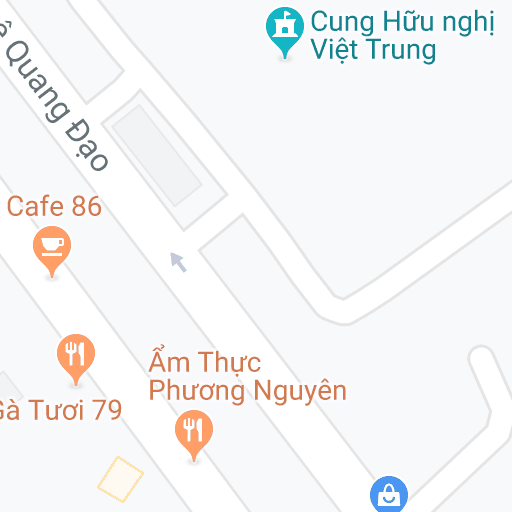 Cung Hữu nghị
Việt Trung
Quang Đạo
Cafe 86
Ẩm Thực
Phương Nguyên
Gà Tươi 79